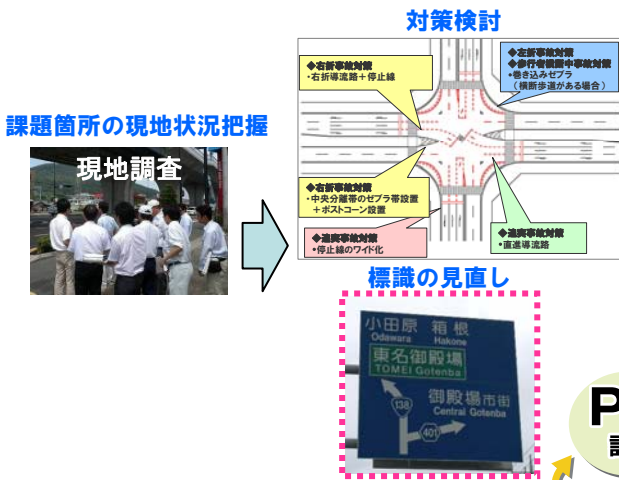 対策検討
◆右折事故対策
・右折導流路+停止線
◆左折事故対策
◆歩行者横断中事故対策
・巻き込みゼブラ
(横断歩道がある場合)
課題箇所の現地状況把握
現地調査
◆右折事故対策
・中央分離帯のゼブラ帯設置
+ポストコーン設置
◆追突事故対策
・停止線のワイド化
◆追突事故対策
・直進導流路
標識の見直し
小田原 箱根
Odawara Hakone
東名御殿場
TOMEI Gotenba
138
御殿場市街
Central Gotenba
401
P